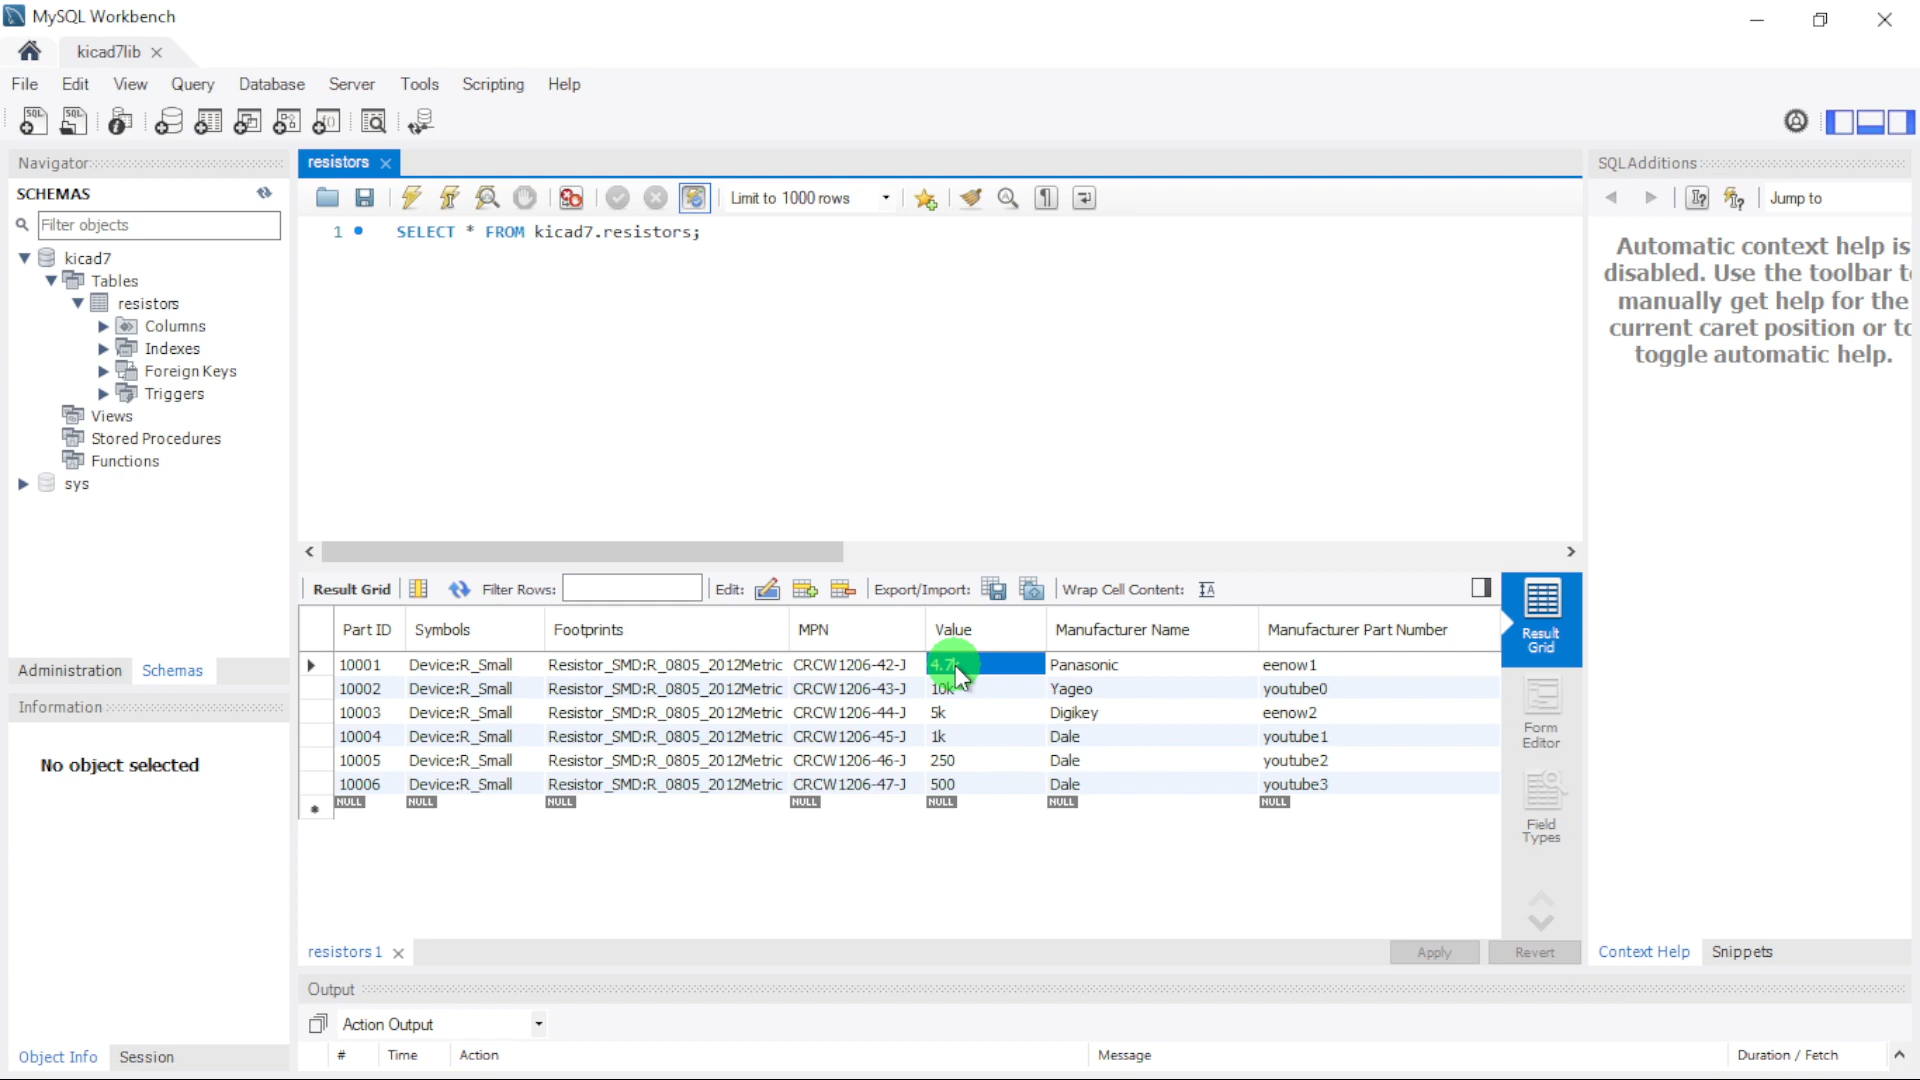 MySQL Workbench
kicad7lib
File Edit View Query Database Server Tools Scripting Help
Navigator
SCHEMAS
Filter objects
kicad7
Tables
resistors
Columns
Indexes
Foreign Keys
Triggers
Views
Stored Procedures
Functions
sys
Administration Schemas
Information
No object selected
Object Info Session
resistors
Limit to 1000 rows
1 SELECT * FROM kicad7.resistors;
Result Grid Filter Rows: Edit: Export/Import: Wrap Cell Content:
Part ID Symbols Footprints MPN Value Manufacturer Name Manufacturer Part Number
10001 Device:R_Small Resistor_SMD:R_0805_2012Metric CRCW1206-42-J 4.7k Panasonic eenow1
10002 Device:R_Small Resistor_SMD:R_0805_2012Metric CRCW1206-43-J 10k Yageo youtube0
10003 Device:R_Small Resistor_SMD:R_0805_2012Metric CRCW1206-44-J 5k Digikey eenow2
10004 Device:R_Small Resistor_SMD:R_0805_2012Metric CRCW1206-45-J 1k Dale youtube1
10005 Device:R_Small Resistor_SMD:R_0805_2012Metric CRCW1206-46-J 250 Dale youtube2
10006 Device:R_Small Resistor_SMD:R_0805_2012Metric CRCW1206-47-J 500 Dale youtube3
NULL NULL NULL NULL NULL NULL NULL
Result
Grid
Form
Editor
Field
Types
resistors1
Apply Revert
Output
Action Output
# Time Action Message Duration / Fetch
SQLAdditions
Jump to
Automatic context help is
disabled. Use the toolbar t
manually get help for the
current caret position or to
toggle automatic help.
Context Help Snippets